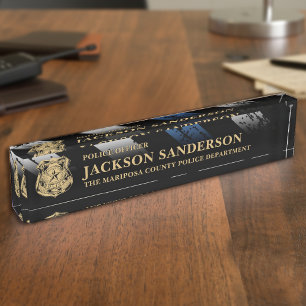 POLICE OFFICER
JACKSON SANDERSON
THE MARIPOSA COUNTY POLICE DEPARTMENT